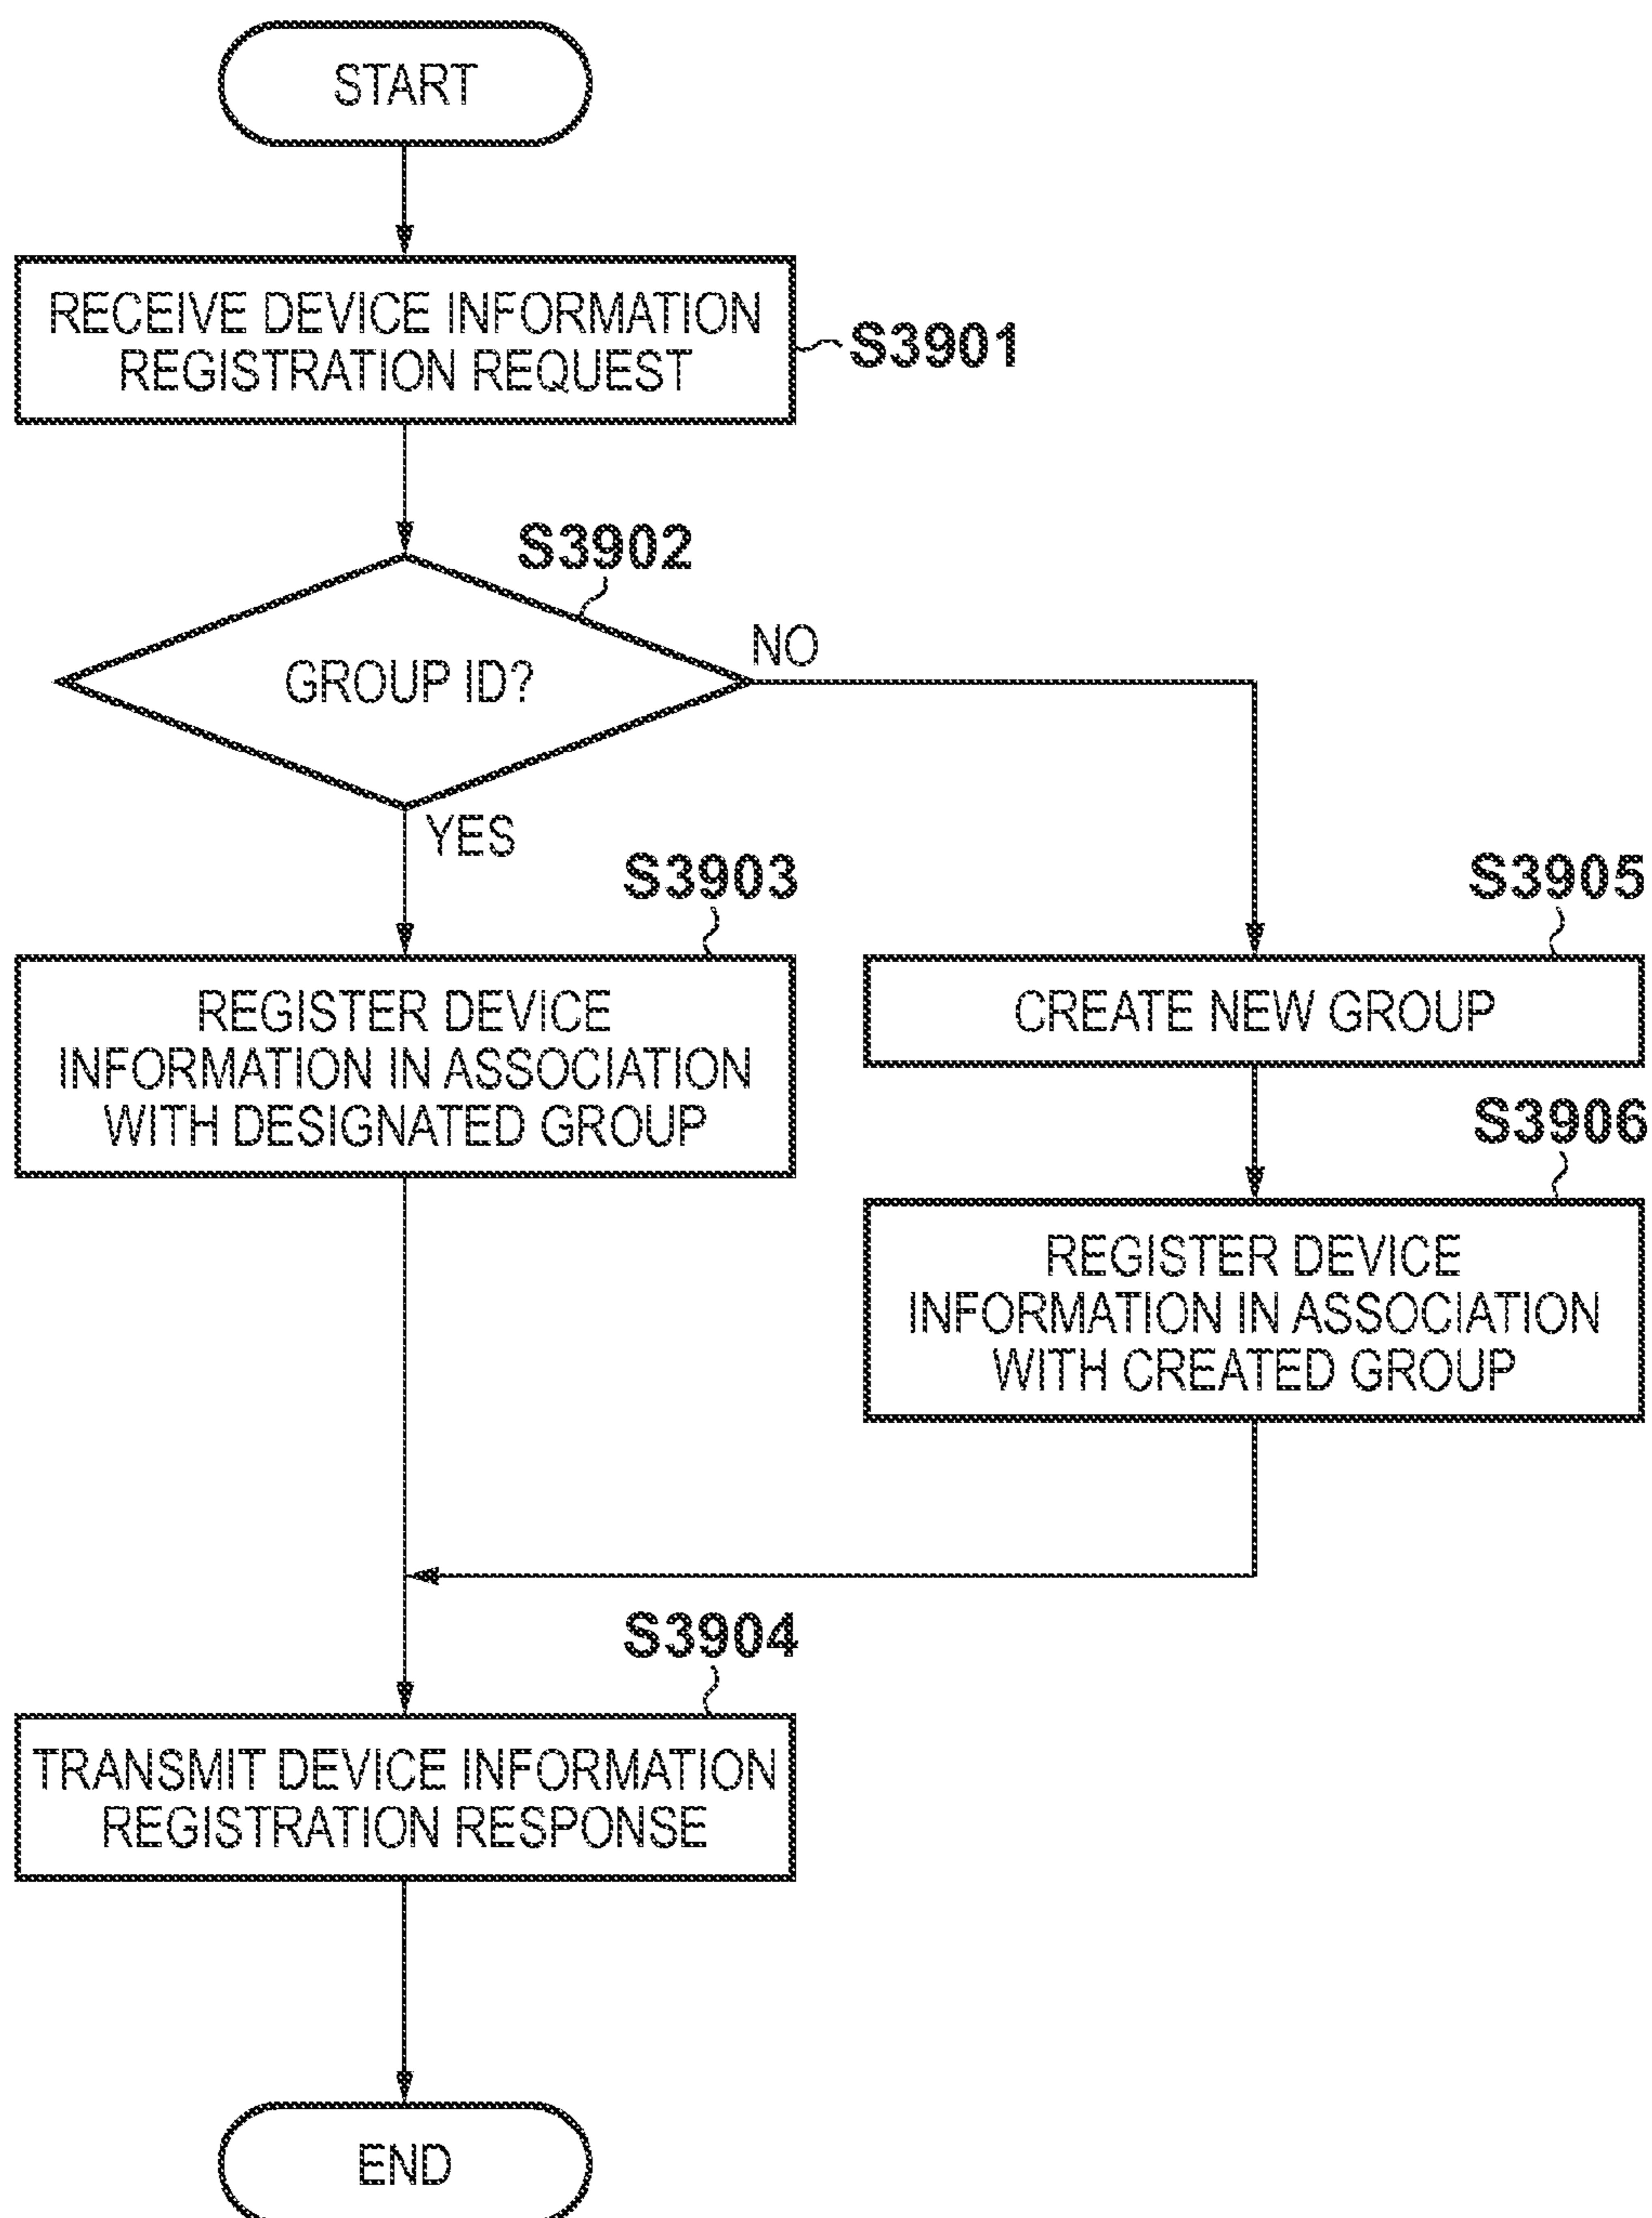 START
RECEIVE DEVICE INFORMATION
REGISTRATION REQUEST
S3901
S3902
GROUP ID?
NO
YES
S3903
REGISTER DEVICE
INFORMATION IN ASSOCIATION
WITH DESIGNATED GROUP
S3905
CREATE NEW GROUP
S3906
REGISTER DEVICE
INFORMATION IN ASSOCIATION
WITH CREATED GROUP
S3904
TRANSMIT DEVICE INFORMATION
REGISTRATION RESPONSE
END